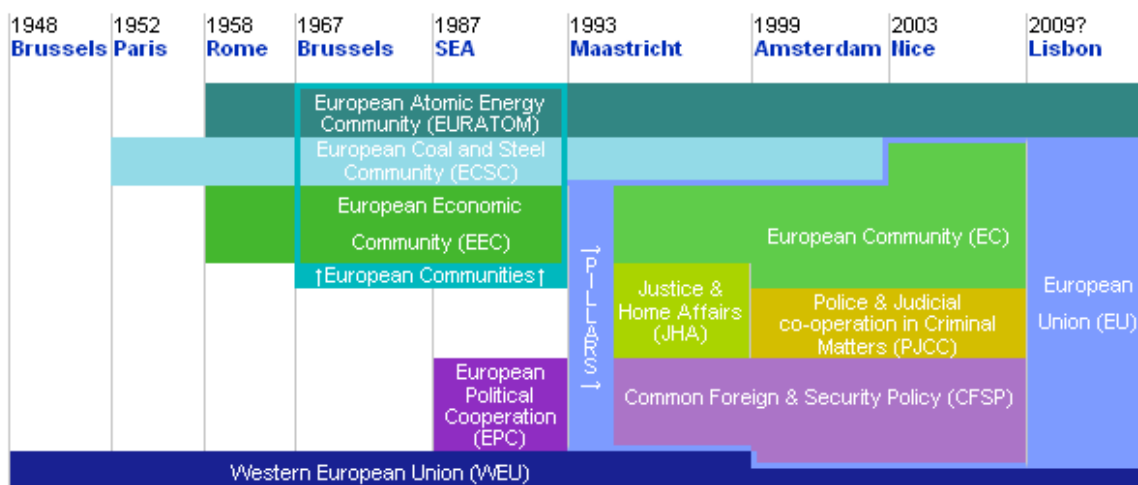 1948 1952 1958 1967 1987 1993 1999 2003 2009?
Brussels Paris Rome Brussels SEA Maastricht Amsterdam Nice Lisbon
European Atomic Energy
Community (EURATOM)
European Coal and Steel
Community (ECSC)
European Economic
Community (EEC)
↑European Communities↑
European
Political
Cooperation
(EPC)
↑PILLARS↓
European Community (EC)
Justice &
Home Affairs
(JHA)
Police & Judicial
co-operation in Criminal
Matters (PJCC)
Common Foreign & Security Policy (CFSP)
European
Union (EU)
Western European Union (WEU)